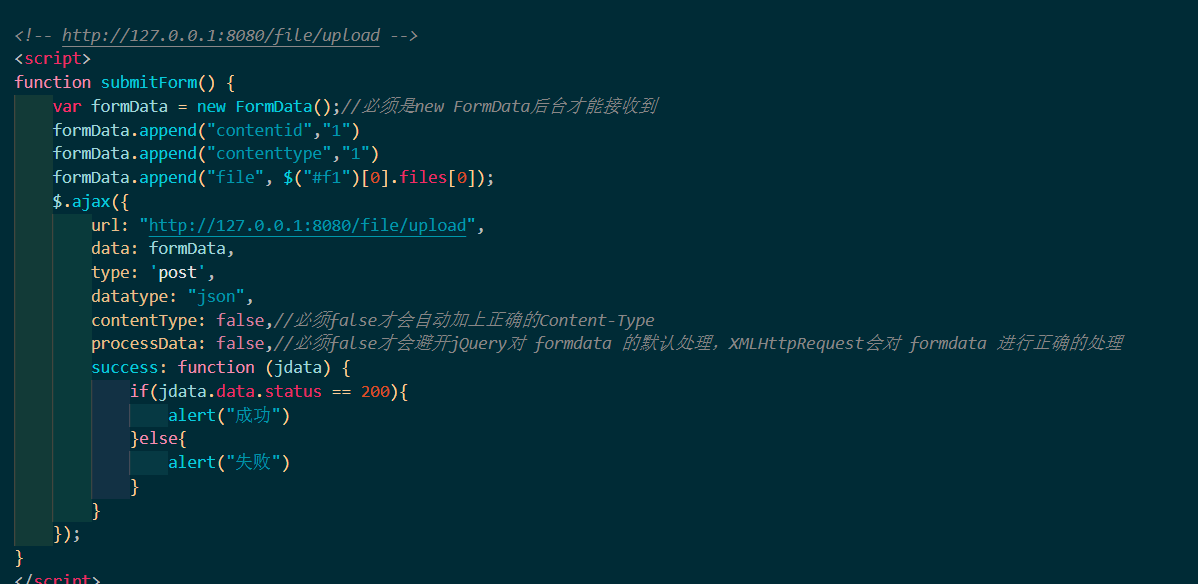 <!-- http://127.0.0.1:8080/file/upload -->
<script>
function submitForm() {
    var formData = new FormData();//必须是new FormData后台才能接收到
    formData.append("contentid","1")
    formData.append("contenttype","1")
    formData.append("file", $("#f1")[0].files[0]);
    $.ajax({
        url: "http://127.0.0.1:8080/file/upload",
        data: formData,
        type: 'post',
        datatype: "json",
        contentType: false,//必须false才会自动加上正确的Content-Type
        processData: false,//必须false才会避开jQuery对 formdata 的默认处理，XMLHttpRequest会对 formdata 进行正确的处理
        success: function (jdata) {
            if(jdata.data.status == 200){
                alert("成功")
            }else{
                alert("失败")
            }
        }
    });
}
</script>